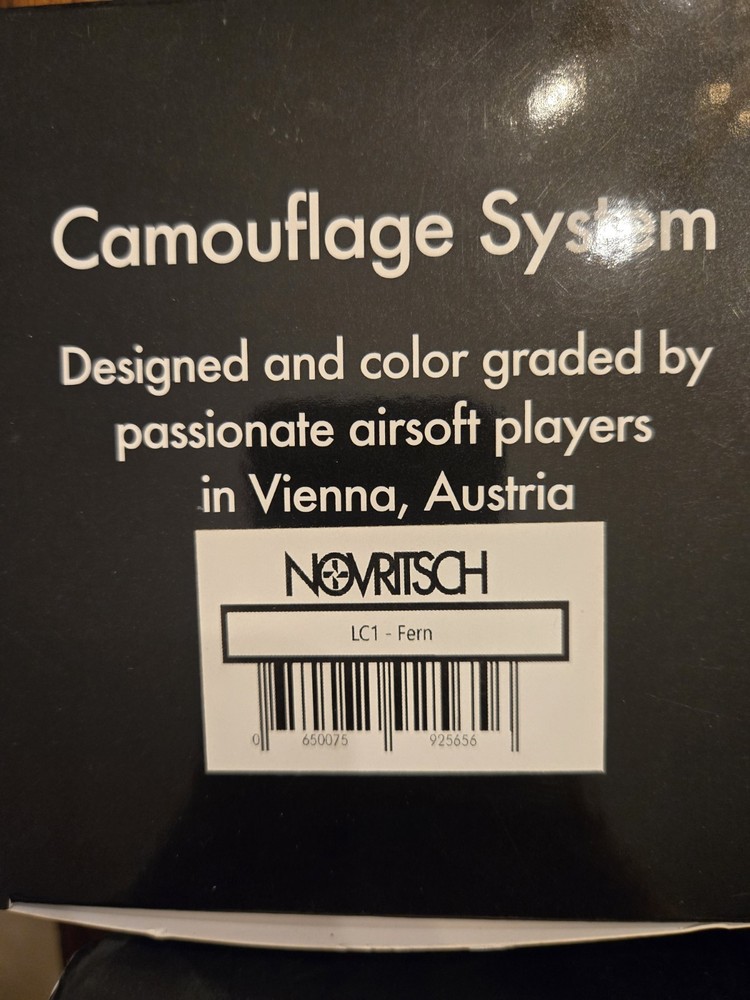 Camouflage System
Designed and color graded by
passionate airsoft players
in Vienna, Austria
NOVRITSCH
LC1 - Fern
0 650075 925656